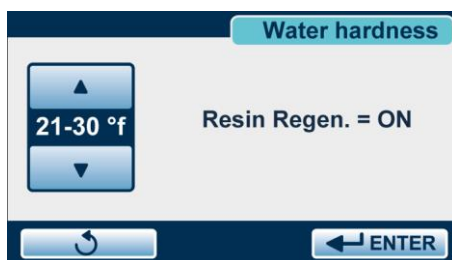 Water hardness
21-30 °f
Resin Regen. = ON
ENTER